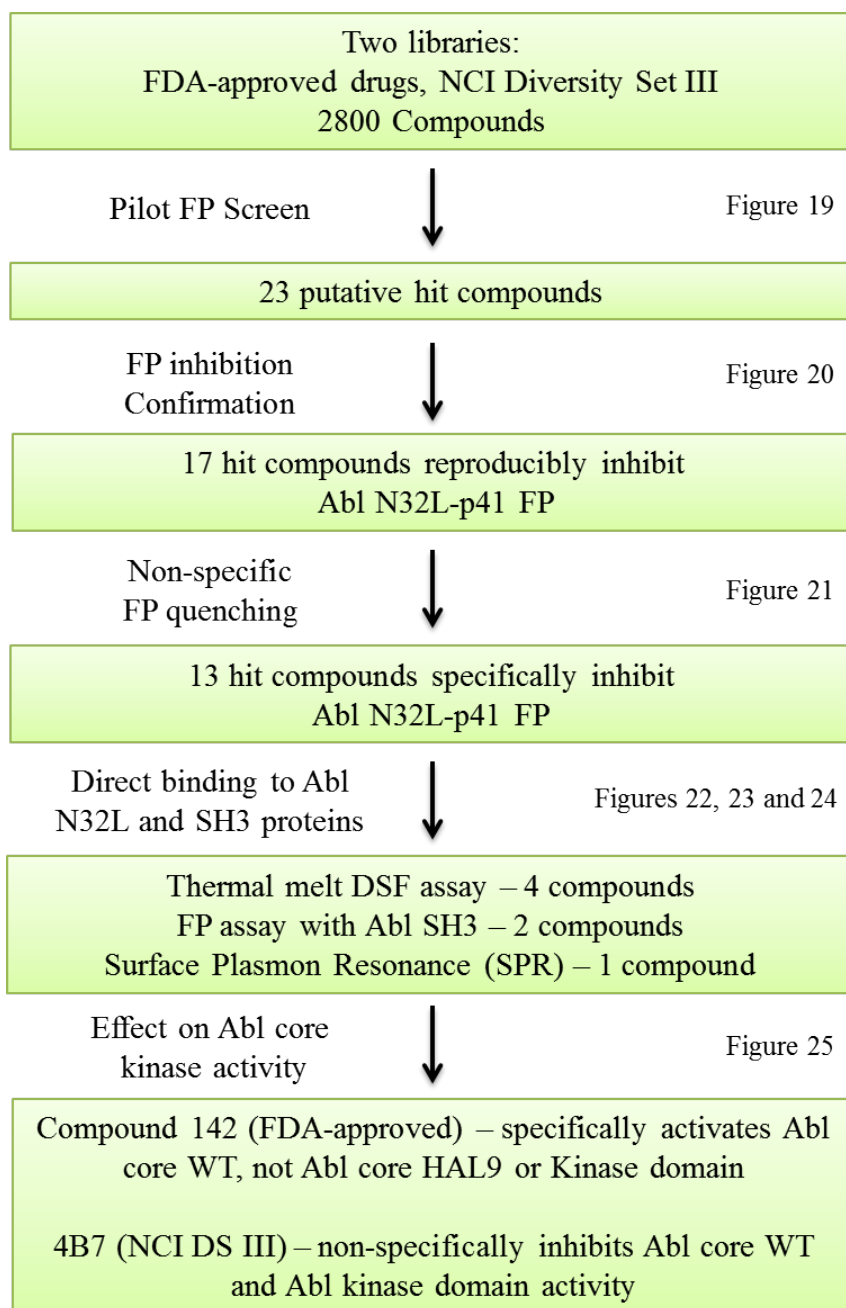 Two libraries:
FDA-approved drugs, NCI Diversity Set III
2800 Compounds
Pilot FP Screen
Figure 19
23 putative hit compounds
FP inhibition
Confirmation
Figure 20
17 hit compounds reproducibly inhibit
Abl N32L-p41 FP
Non-specific
FP quenching
Figure 21
13 hit compounds specifically inhibit
Abl N32L-p41 FP
Direct binding to Abl
N32L and SH3 proteins
Figures 22, 23 and 24
Thermal melt DSF assay – 4 compounds
FP assay with Abl SH3 – 2 compounds
Surface Plasmon Resonance (SPR) – 1 compound
Effect on Abl core
kinase activity
Figure 25
Compound 142 (FDA-approved) – specifically activates Abl
core WT, not Abl core HAL9 or Kinase domain
4B7 (NCI DS III) – non-specifically inhibits Abl core WT
and Abl kinase domain activity